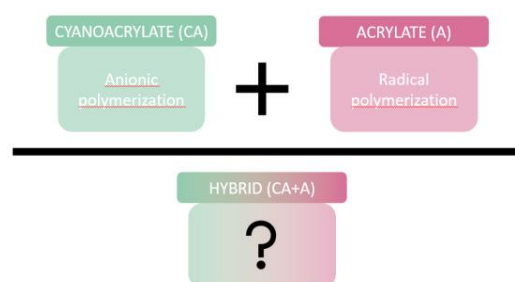 CYANOACRYLATE (CA)
Anionic
polymerization
+
ACRYLATE (A)
Radical
polymerization
HYBRID (CA+A)
?